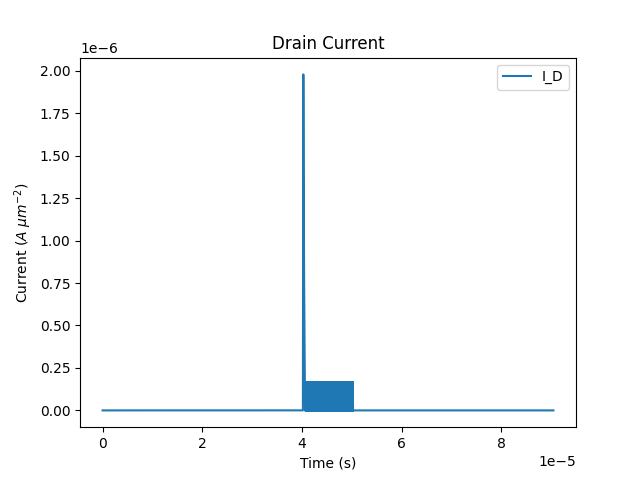 Drain Current
1e−6
I_D
2.00
1.75
1.50
1.25
1.00
0.75
0.50
0.25
0.00
Current (A μm⁻²)
0 2 4 6 8
1e−5
Time (s)